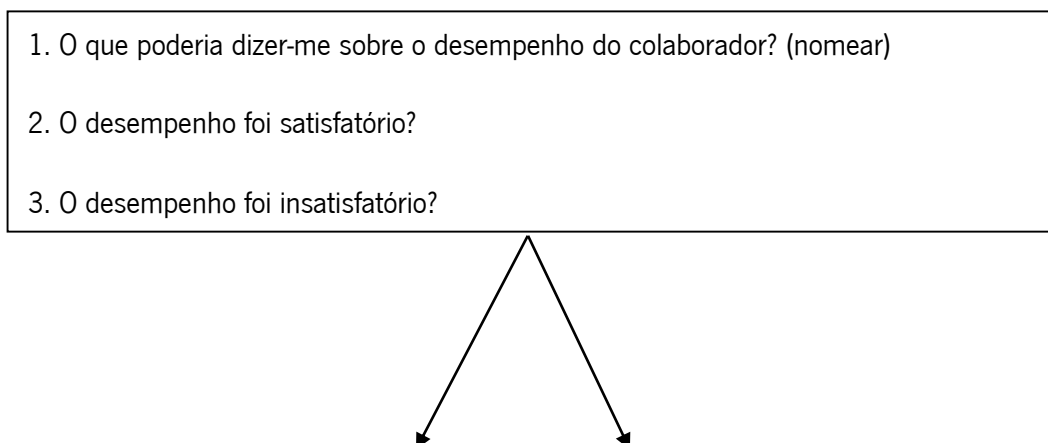 1. O que poderia dizer-me sobre o desempenho do colaborador? (nomear)
2. O desempenho foi satisfatório?
3. O desempenho foi insatisfatório?